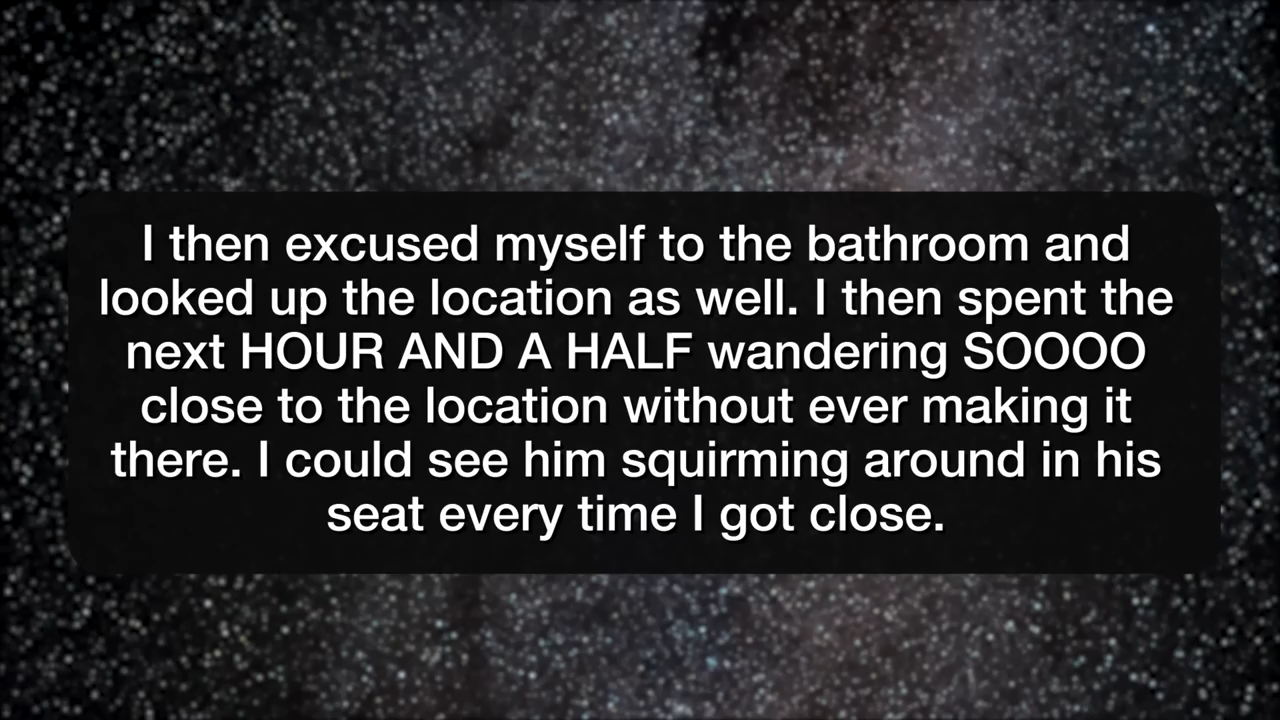 I then excused myself to the bathroom and
looked up the location as well. I then spent the
next HOUR AND A HALF wandering SOOOO
close to the location without ever making it
there. I could see him squirming around in his
seat every time I got close.